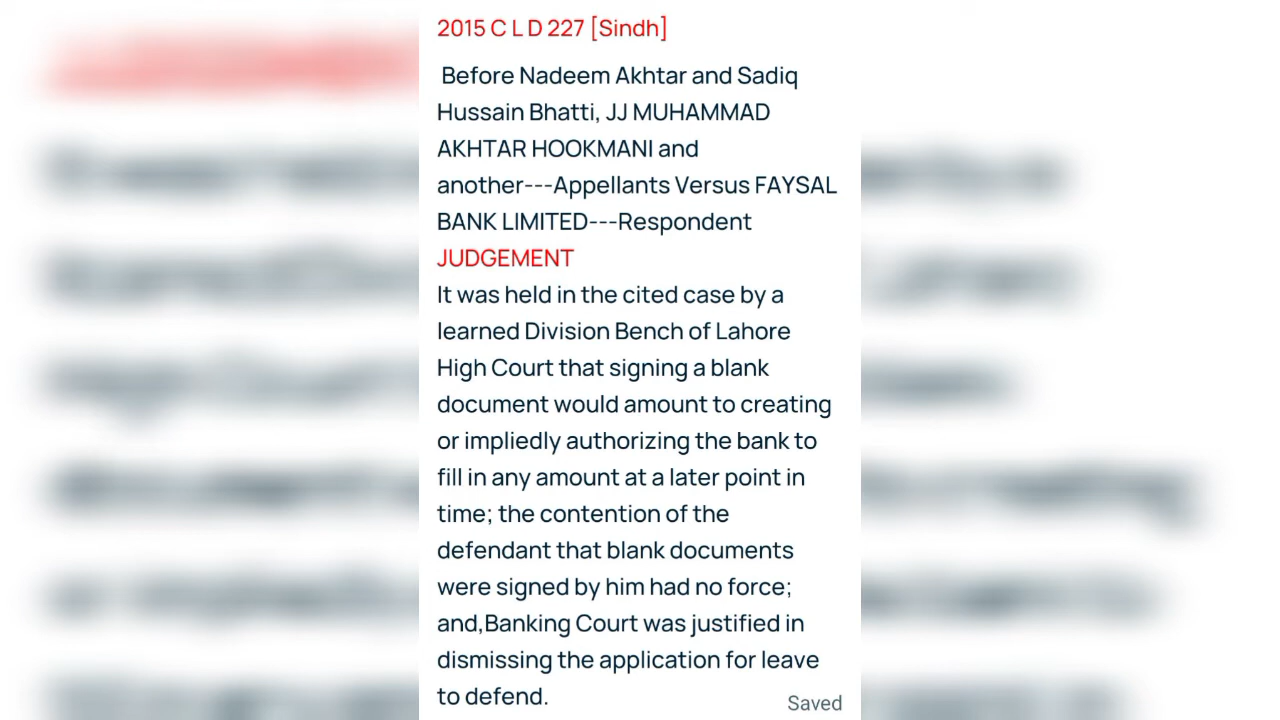 2015 C L D 227 [Sindh]
Before Nadeem Akhtar and Sadiq
Hussain Bhatti, JJ MUHAMMAD
AKHTAR HOOKMANI and
another---Appellants Versus FAYSAL
BANK LIMITED---Respondent
JUDGEMENT
It was held in the cited case by a
learned Division Bench of Lahore
High Court that signing a blank
document would amount to creating
or impliedly authorizing the bank to
fill in any amount at a later point in
time; the contention of the
defendant that blank documents
were signed by him had no force;
and,Banking Court was justified in
dismissing the application for leave
to defend.
Saved